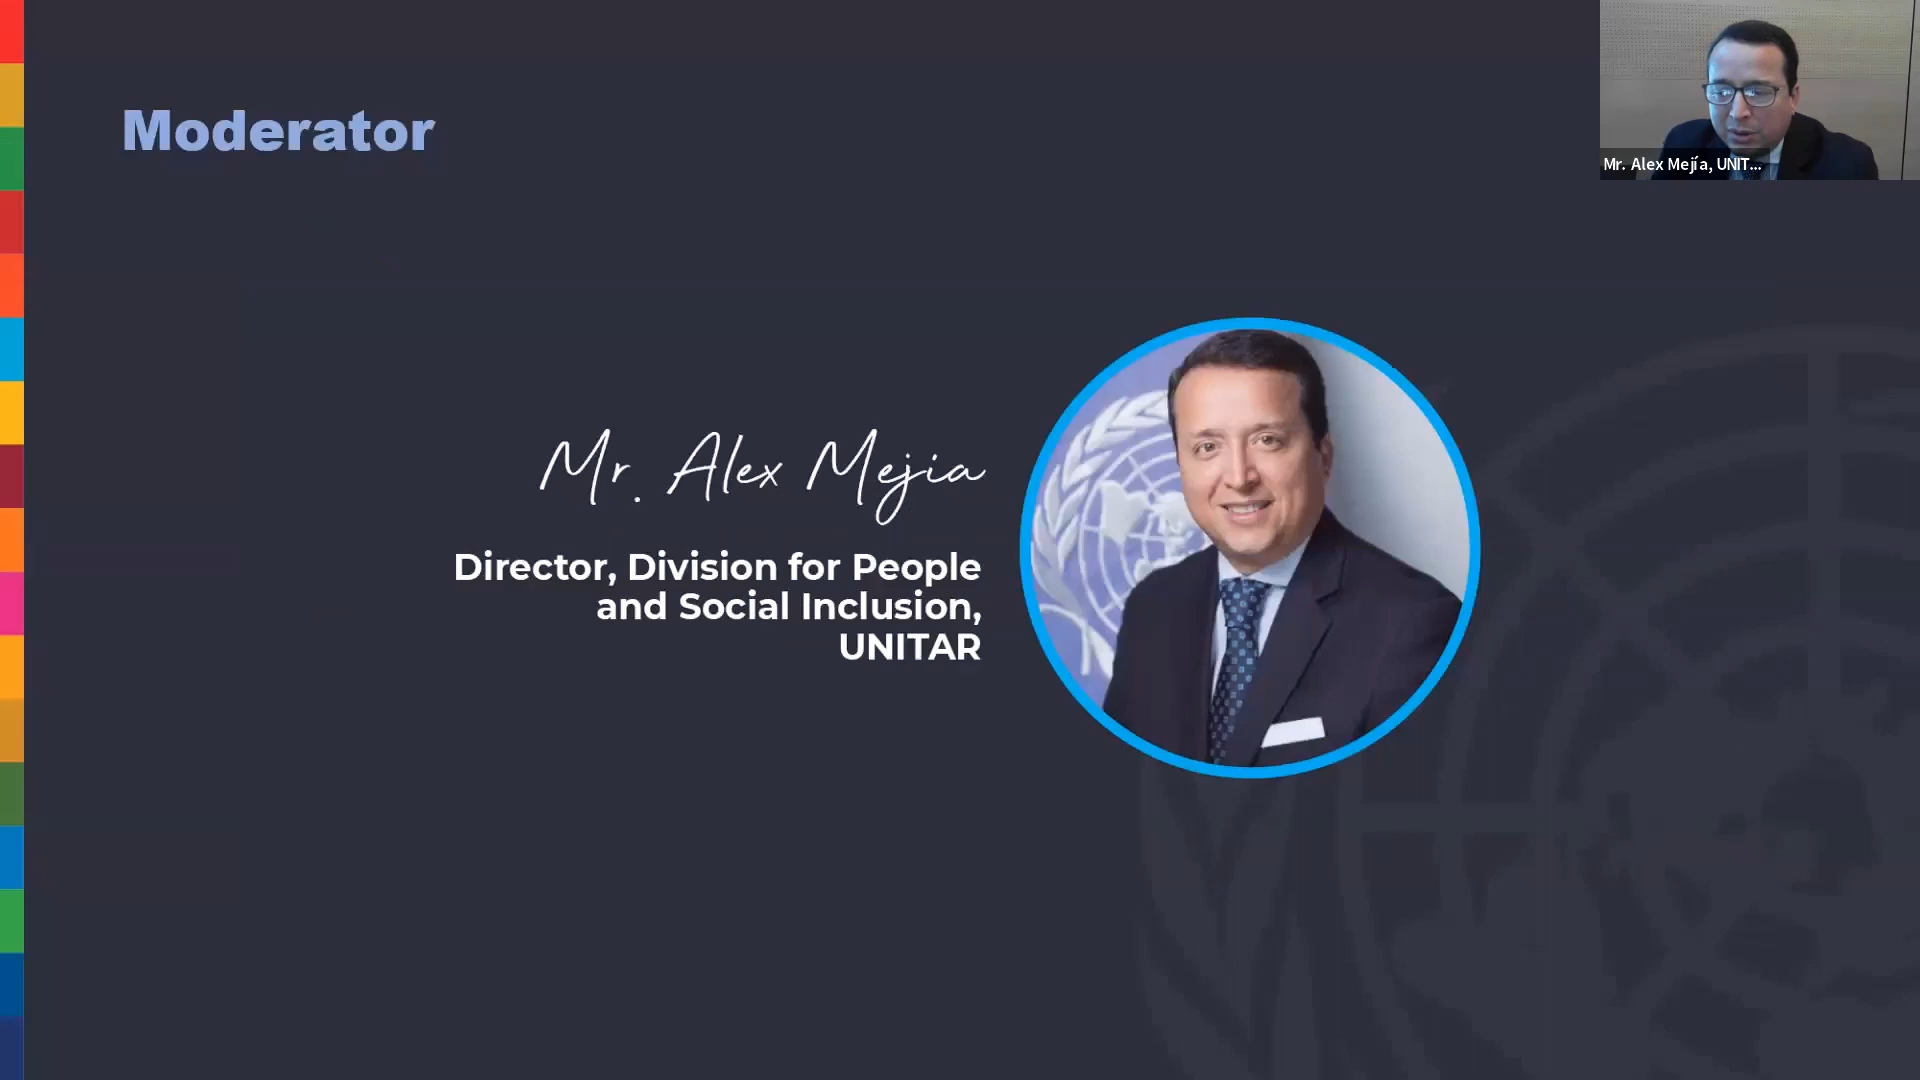 Moderator
Mr. Alex Mejía, UNIT...
Mr. Alex Mejia
Director, Division for People
and Social Inclusion,
UNITAR